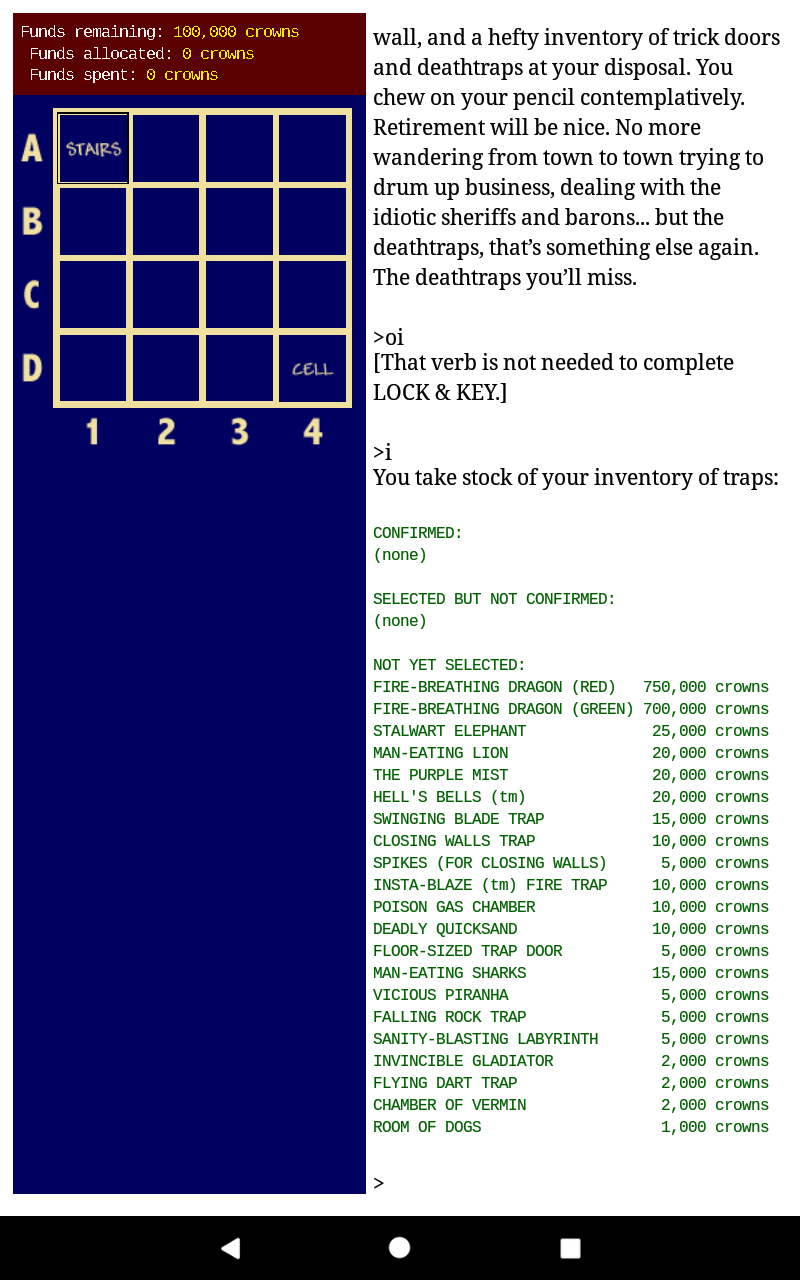 Funds remaining: 100,000 crowns
Funds allocated: 0 crowns
Funds spent: 0 crowns
A
STAIRS
B
C
D
CELL
1 2 3 4
wall, and a hefty inventory of trick doors
and deathtraps at your disposal. You
chew on your pencil contemplatively.
Retirement will be nice. No more
wandering from town to town trying to
drum up business, dealing with the
idiotic sheriffs and barons... but the
deathtraps, that’s something else again.
The deathtraps you’ll miss.
>oi
[That verb is not needed to complete
LOCK & KEY.]
>i
You take stock of your inventory of traps:
CONFIRMED:
(none)
SELECTED BUT NOT CONFIRMED:
(none)
NOT YET SELECTED:
FIRE-BREATHING DRAGON (RED) 750,000 crowns
FIRE-BREATHING DRAGON (GREEN) 700,000 crowns
STALWART ELEPHANT 25,000 crowns
MAN-EATING LION 20,000 crowns
THE PURPLE MIST 20,000 crowns
HELL'S BELLS (tm) 20,000 crowns
SWINGING BLADE TRAP 15,000 crowns
CLOSING WALLS TRAP 10,000 crowns
SPIKES (FOR CLOSING WALLS) 5,000 crowns
INSTA-BLAZE (tm) FIRE TRAP 10,000 crowns
POISON GAS CHAMBER 10,000 crowns
DEADLY QUICKSAND 10,000 crowns
FLOOR-SIZED TRAP DOOR 5,000 crowns
MAN-EATING SHARKS 15,000 crowns
VICIOUS PIRANHA 5,000 crowns
FALLING ROCK TRAP 5,000 crowns
SANITY-BLASTING LABYRINTH 5,000 crowns
INVINCIBLE GLADIATOR 2,000 crowns
FLYING DART TRAP 2,000 crowns
CHAMBER OF VERMIN 2,000 crowns
ROOM OF DOGS 1,000 crowns
>